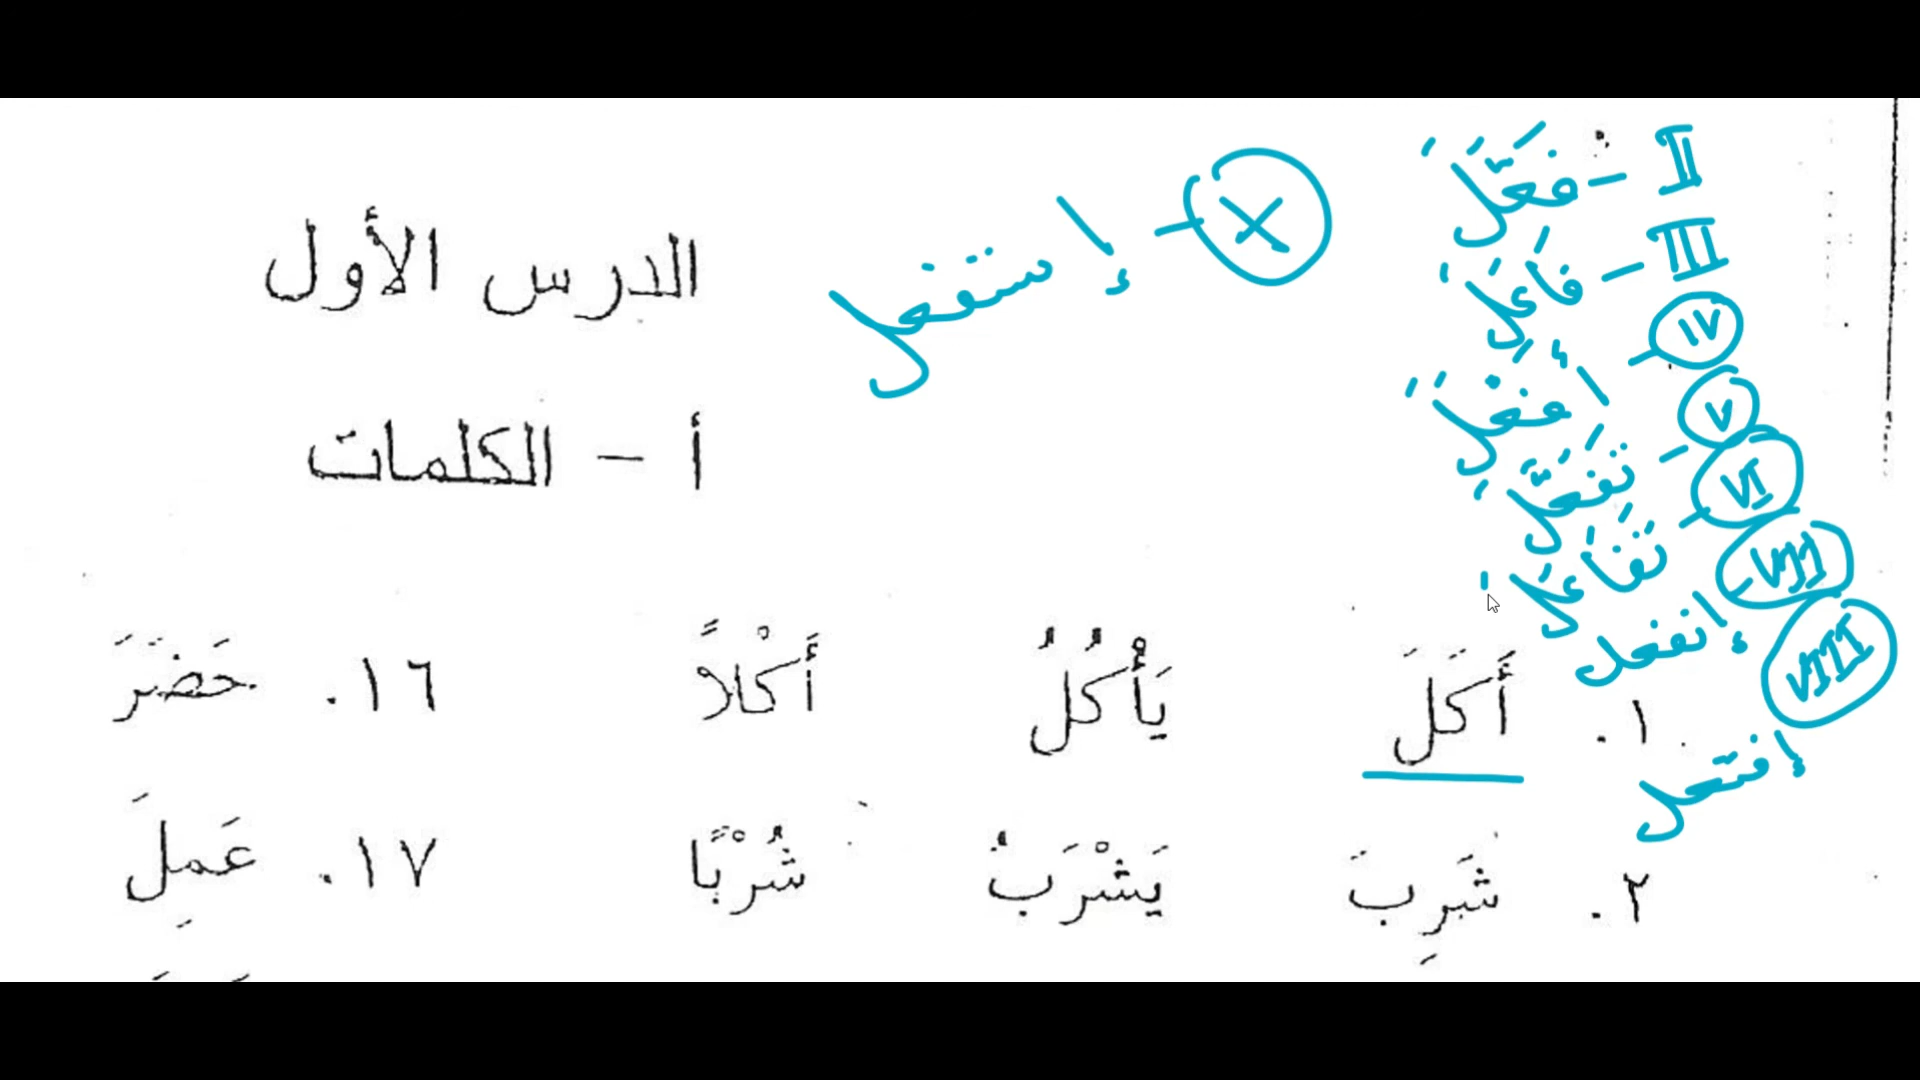 II - فَعَّلَ
III - فَاعَلَ
IV - أَفْعَلَ
V - تَفَعَّلَ
VI - تَفَاعَلَ
VII - إنفعل
VIII إفتعل
X - إستفعل
الدرس الأول
أ – الكلمات
١. أَكَلَ يَأْكُلُ أَكْلاً ١٦. حَضَرَ
٢. شَرِبَ يَشْرَبُ شُرْبًا ١٧. عَمِلَ